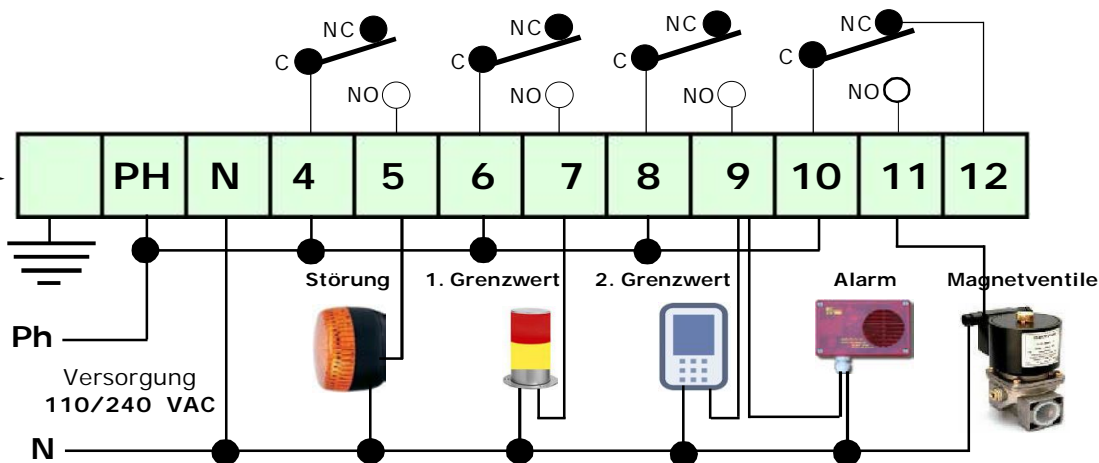 NC NC NC NC
C C C C
NO NO NO NO
PH N 4 5 6 7 8 9 10 11 12
Störung 1. Grenzwert 2. Grenzwert Alarm Magnetventile
Ph
Versorgung
110/240 VAC
N